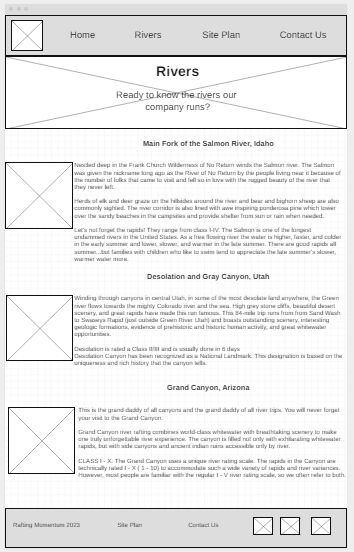 Home Rivers Site Plan Contact Us
Rivers
Ready to know the rivers our
company runs?
Main Fork of the Salmon River, Idaho
Nestled deep in the Frank Church Wilderness of No Return winds the Salmon river. The Salmon
was given the nickname long ago as the River of No Return by the people living near it because of
the number of folks that came to visit and fell so in love with the rugged beauty of the river that
they never left.
Herds of elk and deer graze on the hillsides around the river and bear and bighorn sheep are also
commonly sighted. The river corridor is also lined with awe inspiring ponderosa pine which lower
over the sandy beaches in the campsites and provide shelter from sun or rain when needed.
Let's not forget the rapids! They range from class I-IV. The Salmon is one of the longest
undammed rivers in the United States. As a free flowing river the water is higher, faster, and colder
in the early summer and lower, slower, and warmer in the late summer. There are good rapids all
summer...but families with children who like to swim tend to appreciate the late summer's slower,
warmer water more.
Desolation and Gray Canyon, Utah
Winding through canyons in central Utah, in some of the most desolate land anywhere, the Green
river flows towards the mighty Colorado river and the sea. High grey stone cliffs, beautiful desert
scenery, and great rapids have made this run famous. This 84-mile trip runs from from Sand Wash
to Swaseys Rapid (just outside Green River Utah) and boasts outstanding scenery, interesting
geologic formations, evidence of prehistoric and historic human activity, and great whitewater
opportunities.
Desolation is rated a Class II/III and is usually done in 6 days
Desolation Canyon has been recognized as a National Landmark. This designation is based on the
uniqueness and rich history that the canyon tells.
Grand Canyon, Arizona
This is the grand daddy of all canyons and the grand daddy of all river trips. You will never forget
your visit to the Grand Canyon.
Grand Canyon river rafting combines world-class whitewater with breathtaking scenery to make
one truly unforgettable river experience. The canyon is filled not only with exhilarating whitewater
rapids, but with side canyons and ancient indian ruins accessible only by river.
CLASS I - X: The Grand Canyon uses a unique river rating scale. The rapids in the Canyon are
technically rated I - X ( 1 - 10) to accommodate such a wide variety of rapids and river variances.
However, most people are familiar with the regular I - V river rating scale, so we often refer to both.
Rafting Momentum 2023 Site Plan Contact Us